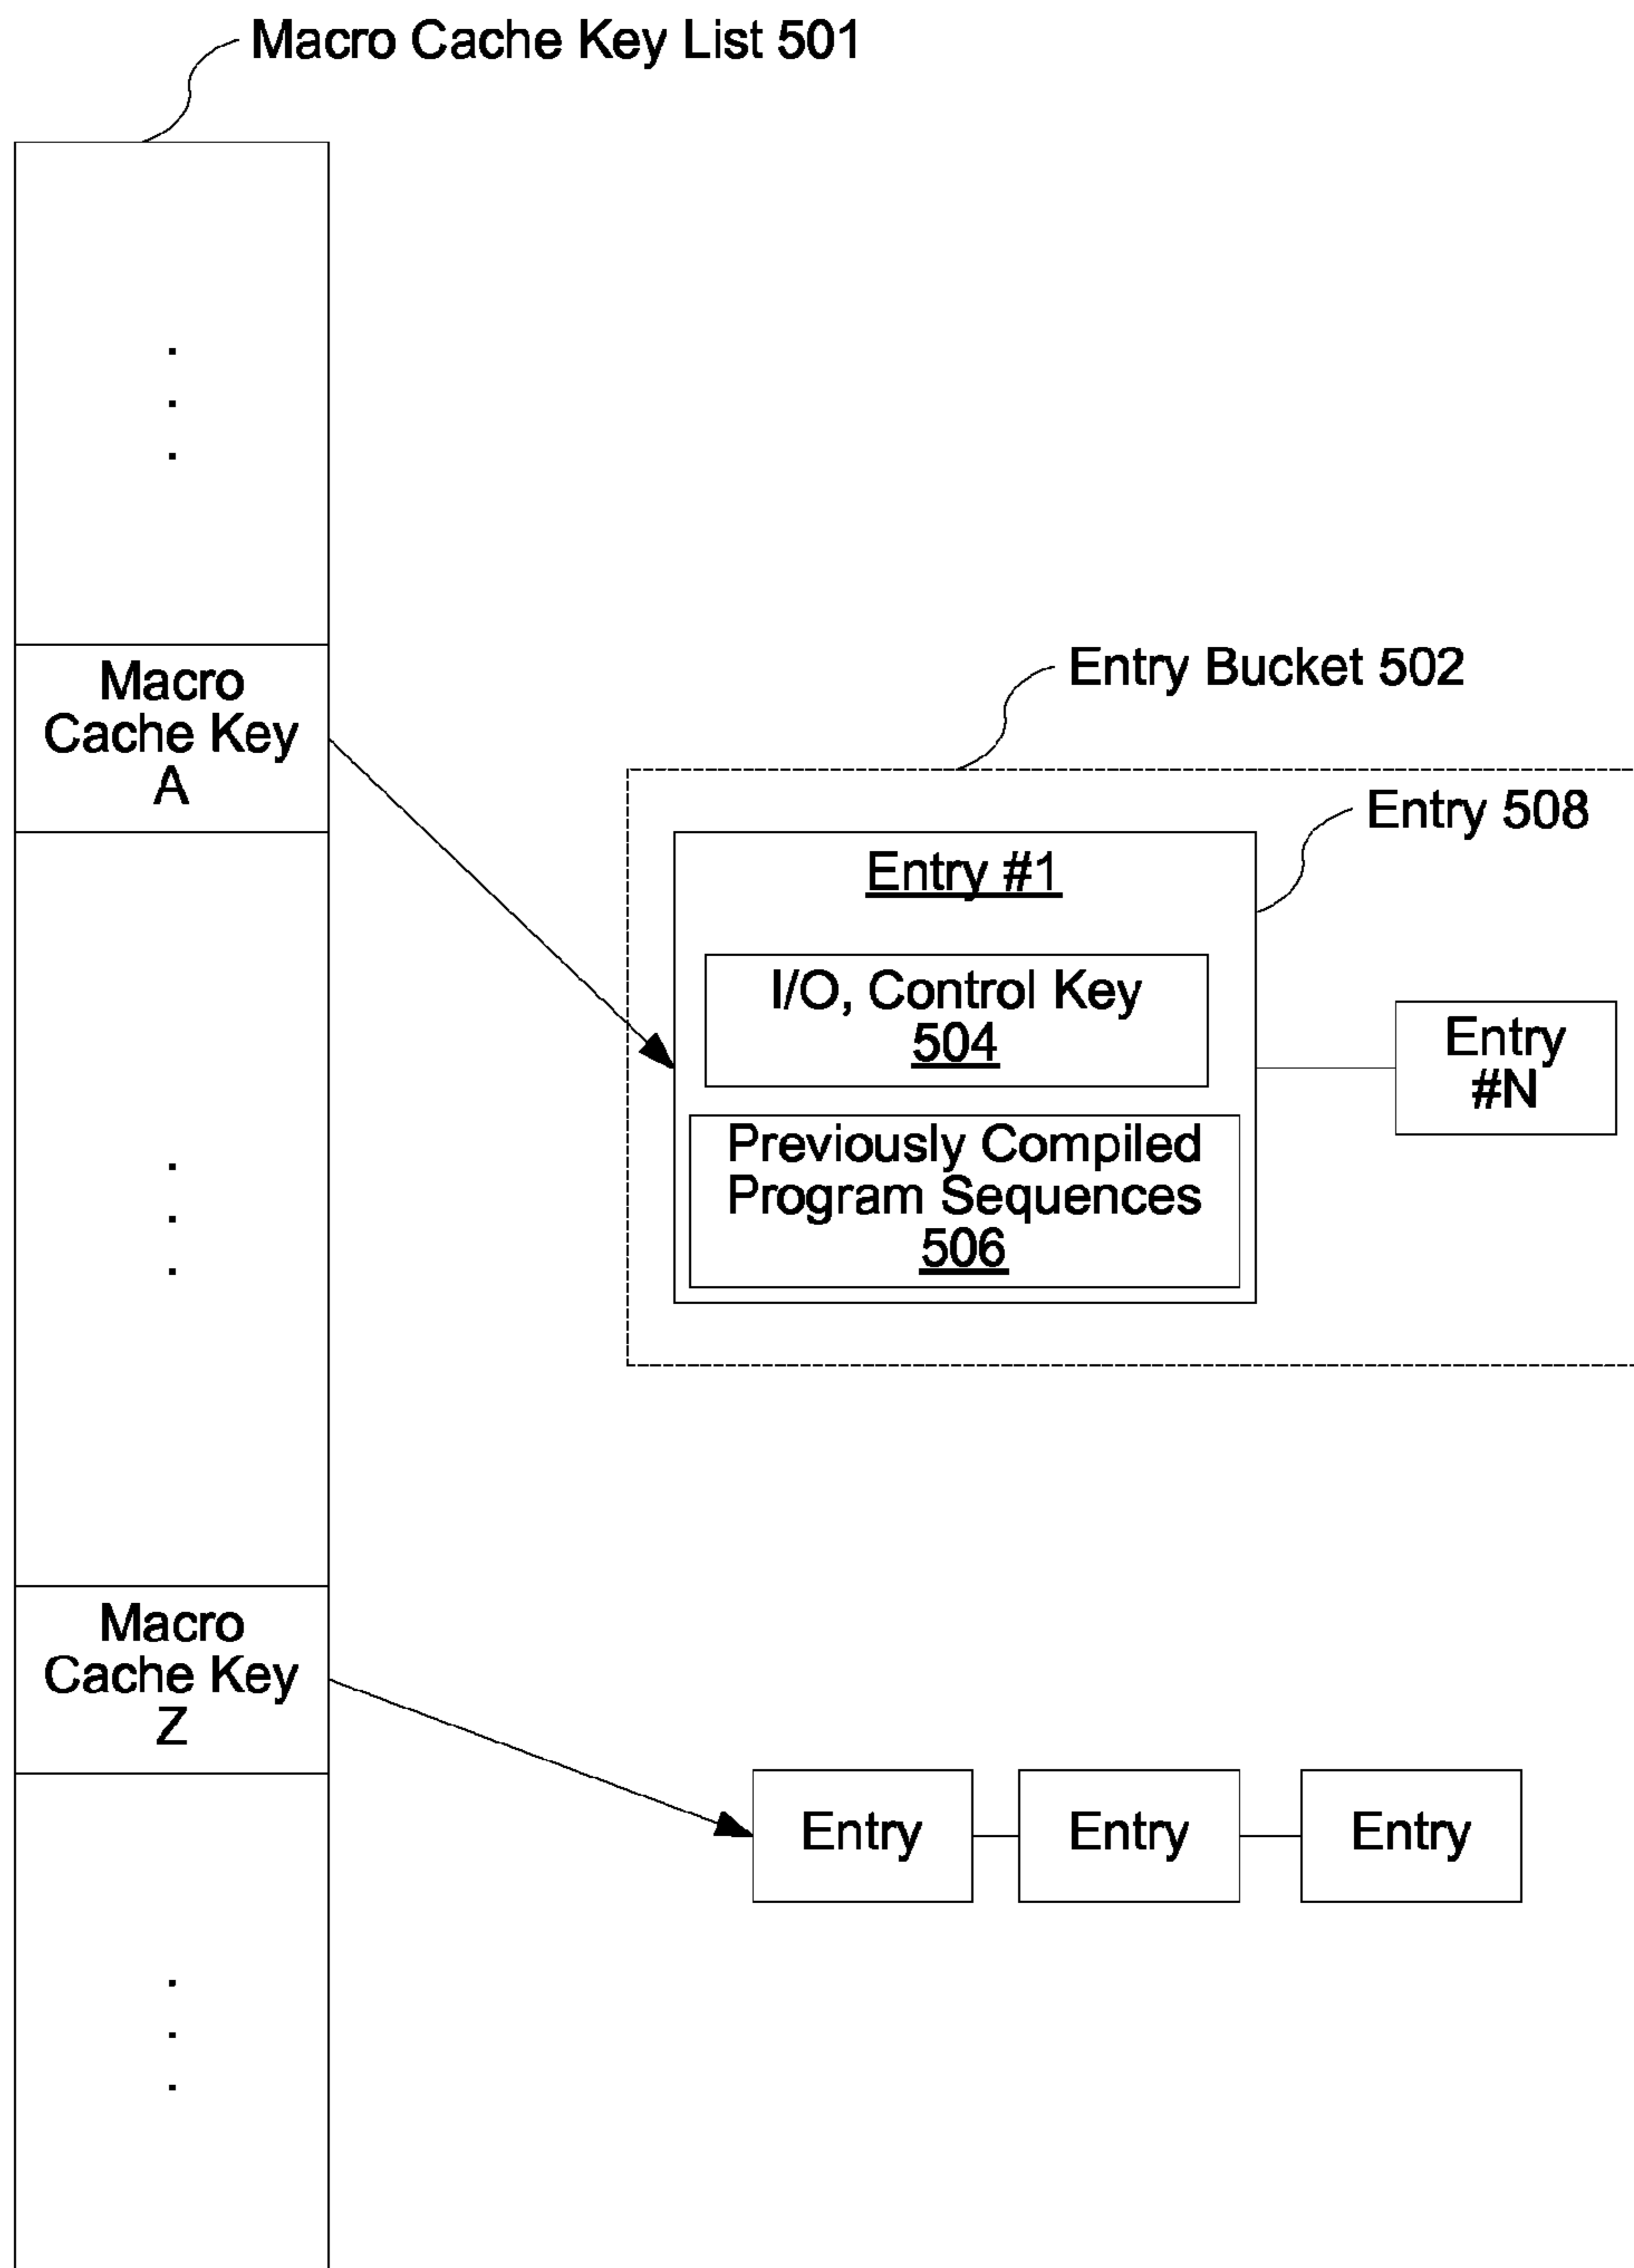 Macro Cache Key List 501
.
.
.
Macro
Cache Key
A
Entry Bucket 502
Entry 508
Entry #1
I/O, Control Key
504
Entry
#N
Previously Compiled
Program Sequences
506
.
.
.
Macro
Cache Key
Z
Entry
Entry
Entry
.
.
.